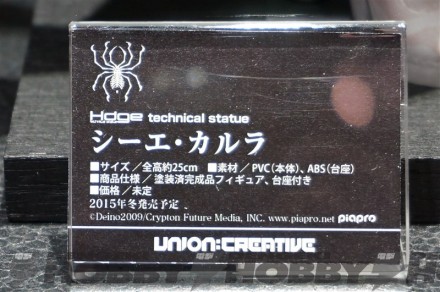 Hdge technical statue
シーエ・カルラ
■サイズ／全高約25cm ■素材／PVC(本体)、ABS(台座)
■商品仕様／塗装済完成品フィギュア、台座付き
■価格／未定
2015年冬発売予定
©Deino2009/Crypton Future Media, INC. www.piapro.net piapro
UNION:CREATIVE
HOBBY HOBBY